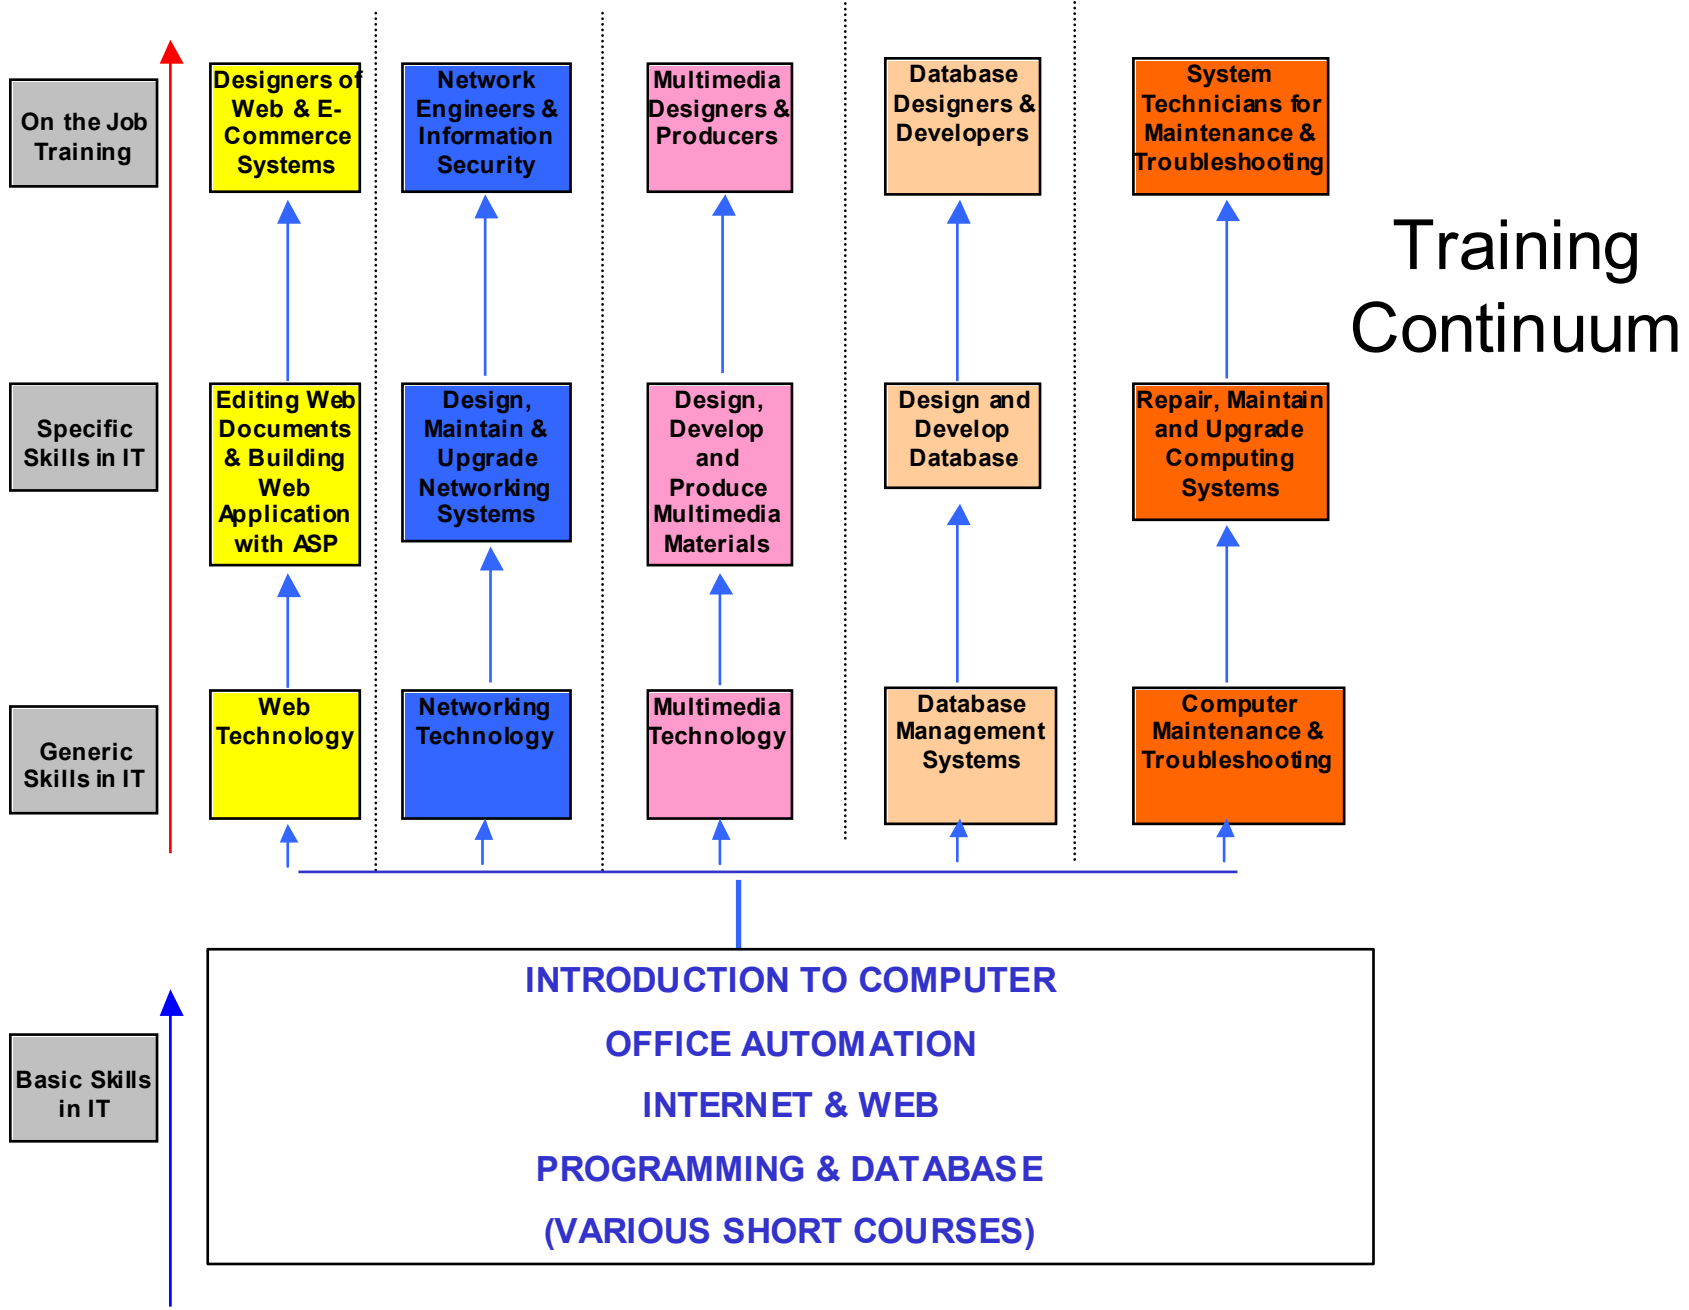 On the Job
Training
Designers of
Web & E-
Commerce
Systems
Network
Engineers &
Information
Security
Multimedia
Designers &
Producers
Database
Designers &
Developers
System
Technicians for
Maintenance &
Troubleshooting
Training
Continuum
Specific
Skills in IT
Editing Web
Documents
& Building
Web
Application
with ASP
Design,
Maintain &
Upgrade
Networking
Systems
Design,
Develop
and
Produce
Multimedia
Materials
Design and
Develop
Database
Repair, Maintain
and Upgrade
Computing
Systems
Generic
Skills in IT
Web
Technology
Networking
Technology
Multimedia
Technology
Database
Management
Systems
Computer
Maintenance &
Troubleshooting
Basic Skills
in IT
INTRODUCTION TO COMPUTER
OFFICE AUTOMATION
INTERNET & WEB
PROGRAMMING & DATABASE
(VARIOUS SHORT COURSES)